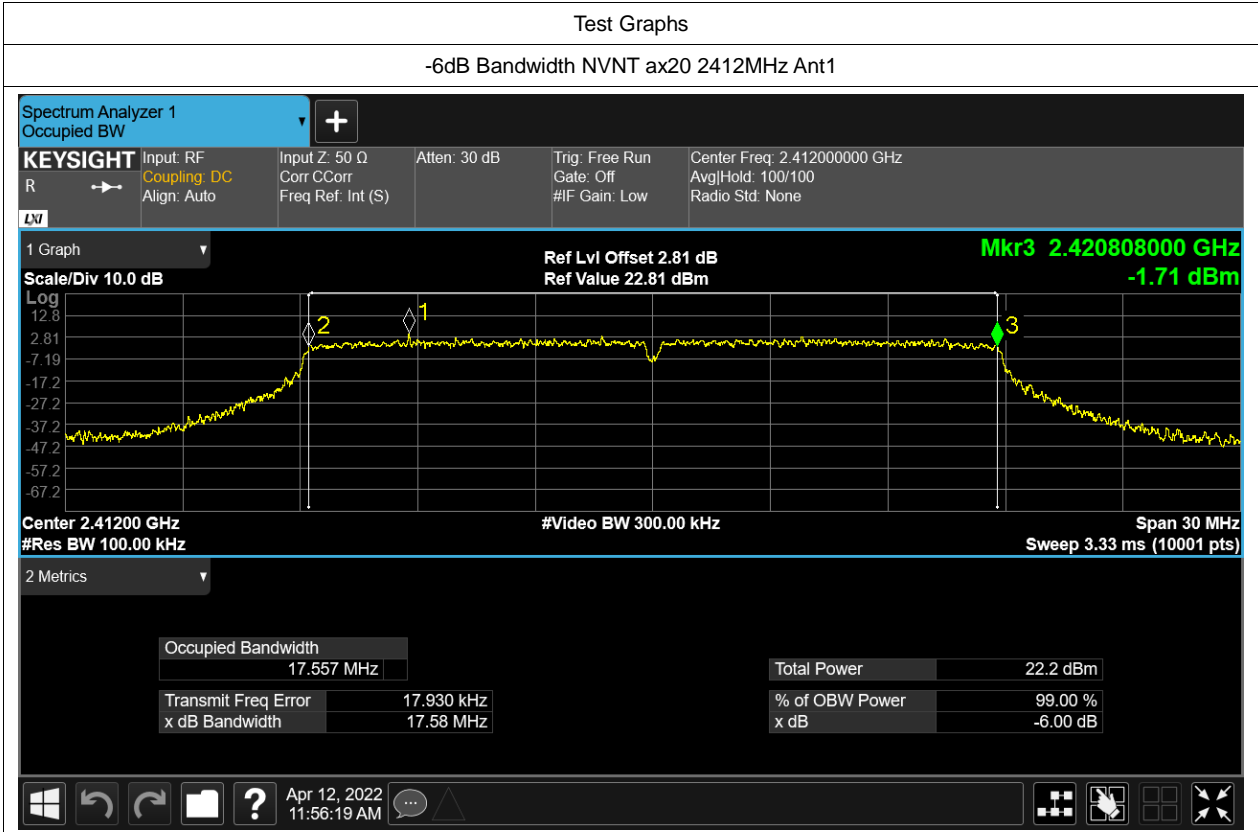 Test Graphs
-6dB Bandwidth NVNT ax20 2412MHz Ant1
Spectrum Analyzer 1
Occupied BW
+
KEYSIGHT
R
LXI
Input: RF
Coupling: DC
Align: Auto
Input Z: 50 Ω
Corr CCorr
Freq Ref: Int (S)
Atten: 30 dB
Trig: Free Run
Gate: Off
#IF Gain: Low
Center Freq: 2.412000000 GHz
Avg|Hold: 100/100
Radio Std: None
1 Graph
Scale/Div 10.0 dB
Ref Lvl Offset 2.81 dB
Ref Value 22.81 dBm
Mkr3 2.420808000 GHz
-1.71 dBm
Log
12.8
2.81
-7.19
-17.2
-27.2
-37.2
-47.2
-57.2
-67.2
2
1
3
Center 2.41200 GHz
#Res BW 100.00 kHz
#Video BW 300.00 kHz
Span 30 MHz
Sweep 3.33 ms (10001 pts)
2 Metrics
Occupied Bandwidth
17.557 MHz
Transmit Freq Error 17.930 kHz
x dB Bandwidth 17.58 MHz
Total Power 22.2 dBm
% of OBW Power 99.00 %
x dB -6.00 dB
?
Apr 12, 2022
11:56:19 AM